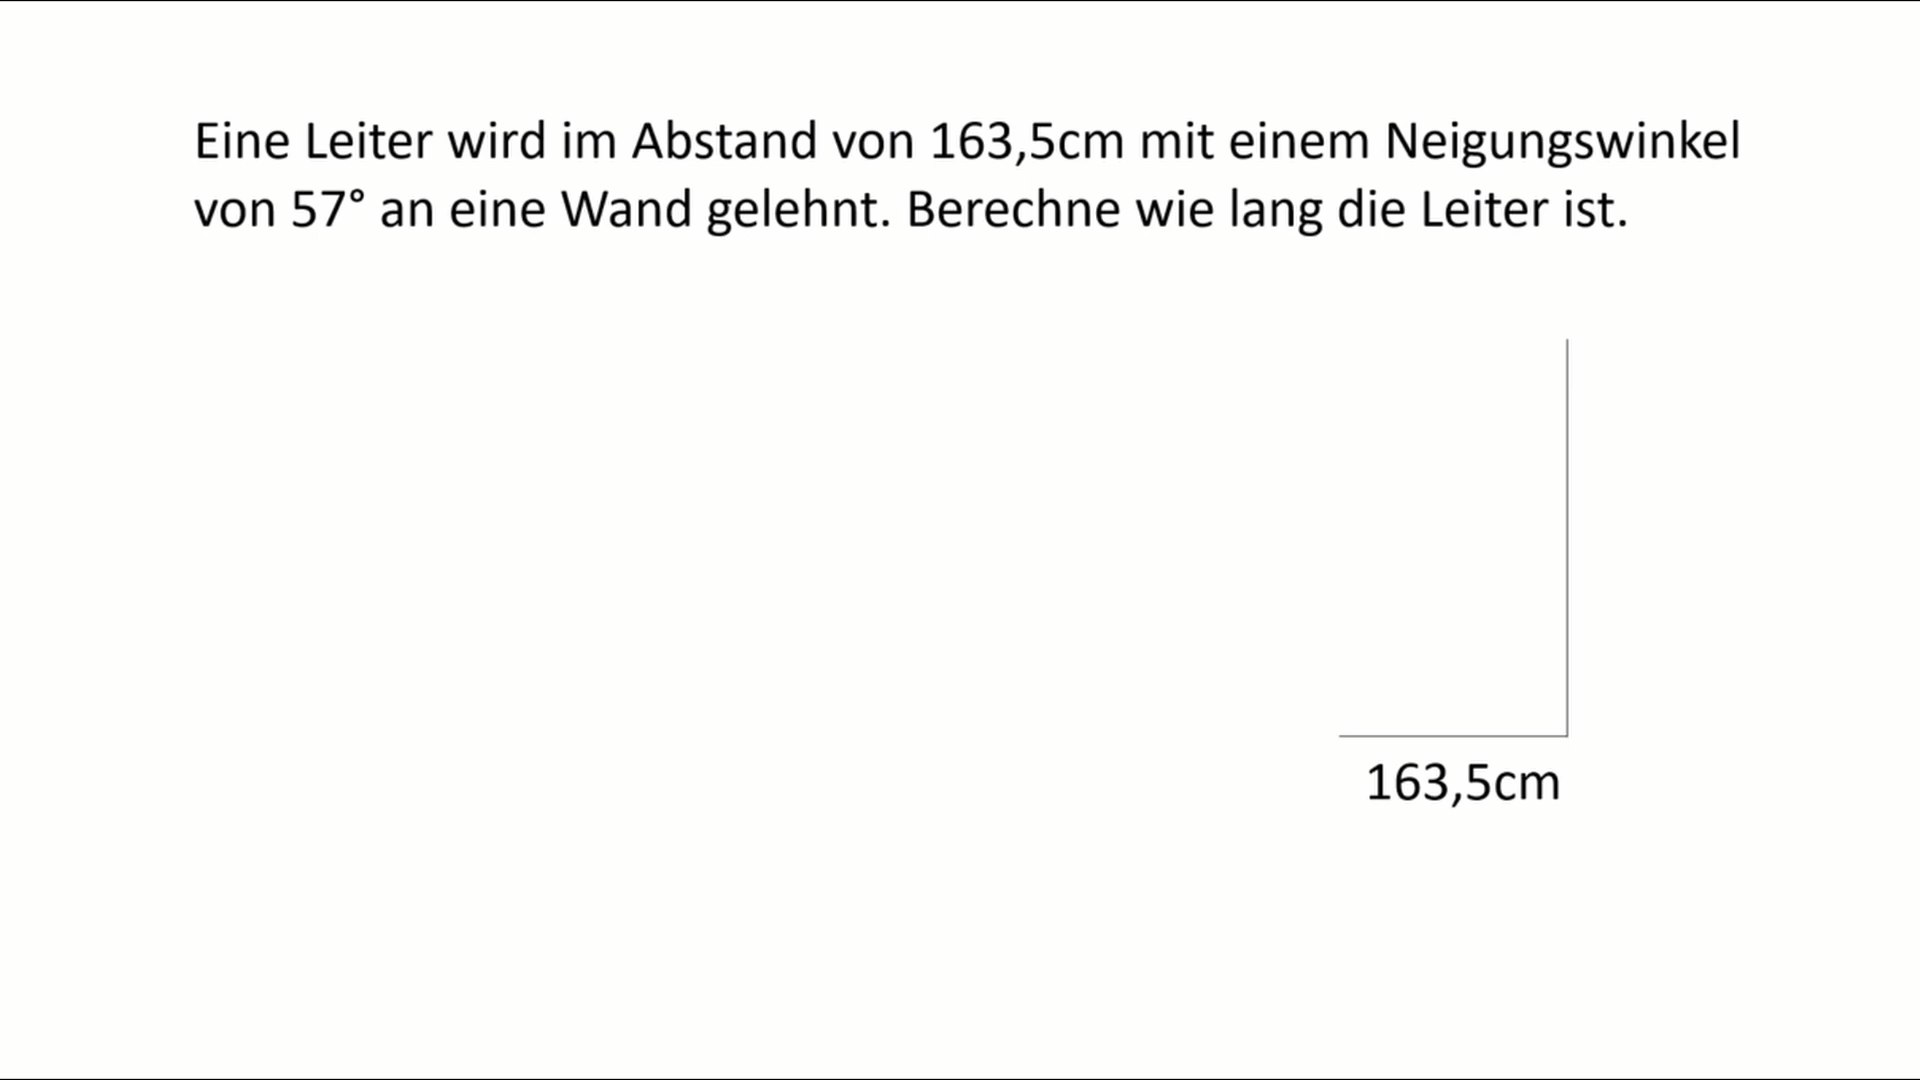 Eine Leiter wird im Abstand von 163,5cm mit einem Neigungswinkel
von 57° an eine Wand gelehnt. Berechne wie lang die Leiter ist.
163,5cm